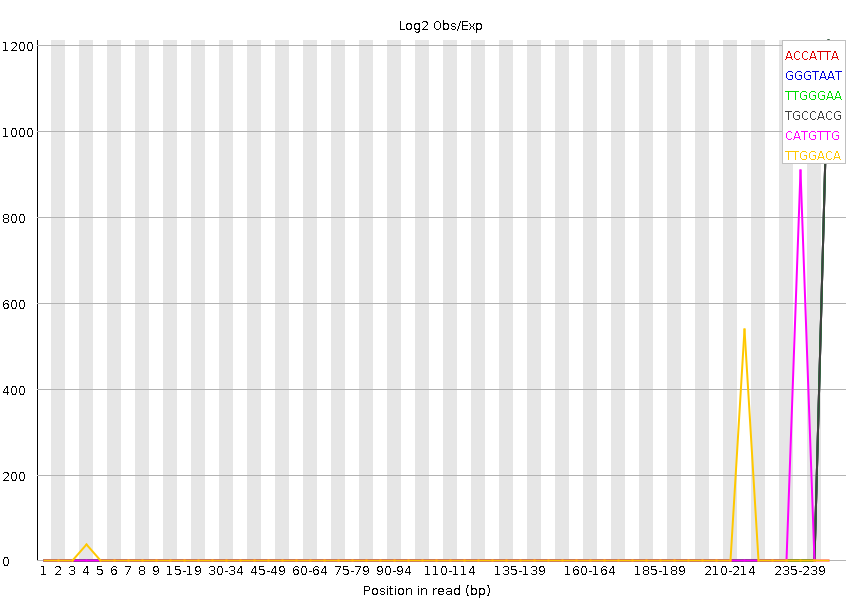 Log2 Obs/Exp
1200
1000
800
600
400
200
0
ACCATTA
GGGTAAT
TTGGGAA
TGCCACG
CATGTTG
TTGGACA
1 2 3 4 5 6 7 8 9 15-19 30-34 45-49 60-64 75-79 90-94 110-114 135-139 160-164 185-189 210-214 235-239
Position in read (bp)